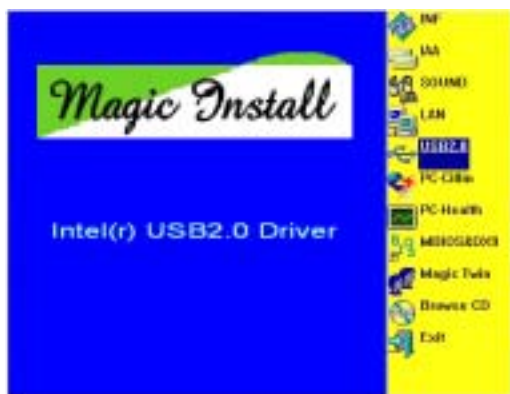 Magic Install
Intel(r) USB2.0 Driver
INF
IAA
SOUND
LAN
USB2.0
PC-Cillin
PC-Health
Magic Twin
Browse CD
Exit